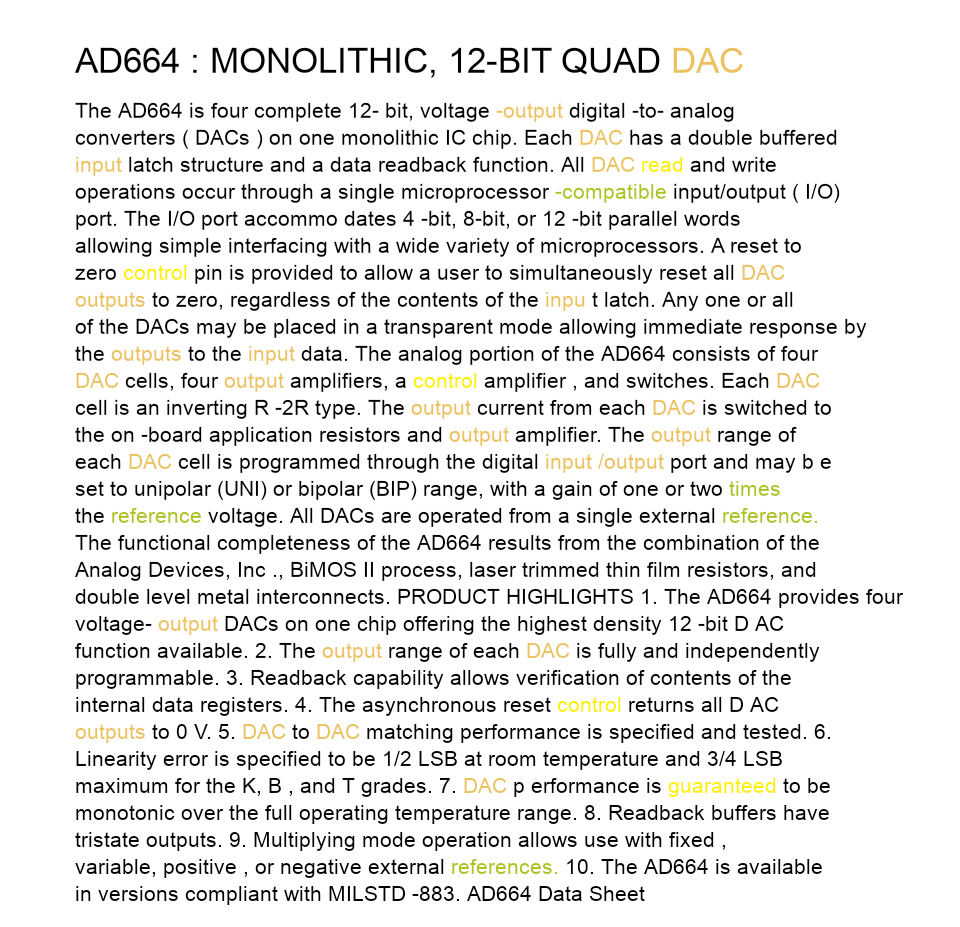 AD664 : MONOLITHIC, 12-BIT QUAD DAC
The AD664 is four complete 12- bit, voltage -output digital -to- analog
converters ( DACs ) on one monolithic IC chip. Each DAC has a double buffered
input latch structure and a data readback function. All DAC read and write
operations occur through a single microprocessor -compatible input/output ( I/O)
port. The I/O port accommo dates 4 -bit, 8-bit, or 12 -bit parallel words
allowing simple interfacing with a wide variety of microprocessors. A reset to
zero control pin is provided to allow a user to simultaneously reset all DAC
outputs to zero, regardless of the contents of the inpu t latch. Any one or all
of the DACs may be placed in a transparent mode allowing immediate response by
the outputs to the input data. The analog portion of the AD664 consists of four
DAC cells, four output amplifiers, a control amplifier , and switches. Each DAC
cell is an inverting R -2R type. The output current from each DAC is switched to
the on -board application resistors and output amplifier. The output range of
each DAC cell is programmed through the digital input /output port and may b e
set to unipolar (UNI) or bipolar (BIP) range, with a gain of one or two times
the reference voltage. All DACs are operated from a single external reference.
The functional completeness of the AD664 results from the combination of the
Analog Devices, Inc ., BiMOS II process, laser trimmed thin film resistors, and
double level metal interconnects. PRODUCT HIGHLIGHTS 1. The AD664 provides four
voltage- output DACs on one chip offering the highest density 12 -bit D AC
function available. 2. The output range of each DAC is fully and independently
programmable. 3. Readback capability allows verification of contents of the
internal data registers. 4. The asynchronous reset control returns all D AC
outputs to 0 V. 5. DAC to DAC matching performance is specified and tested. 6.
Linearity error is specified to be 1/2 LSB at room temperature and 3/4 LSB
maximum for the K, B , and T grades. 7. DAC p erformance is guaranteed to be
monotonic over the full operating temperature range. 8. Readback buffers have
tristate outputs. 9. Multiplying mode operation allows use with fixed ,
variable, positive , or negative external references. 10. The AD664 is available
in versions compliant with MILSTD -883. AD664 Data Sheet